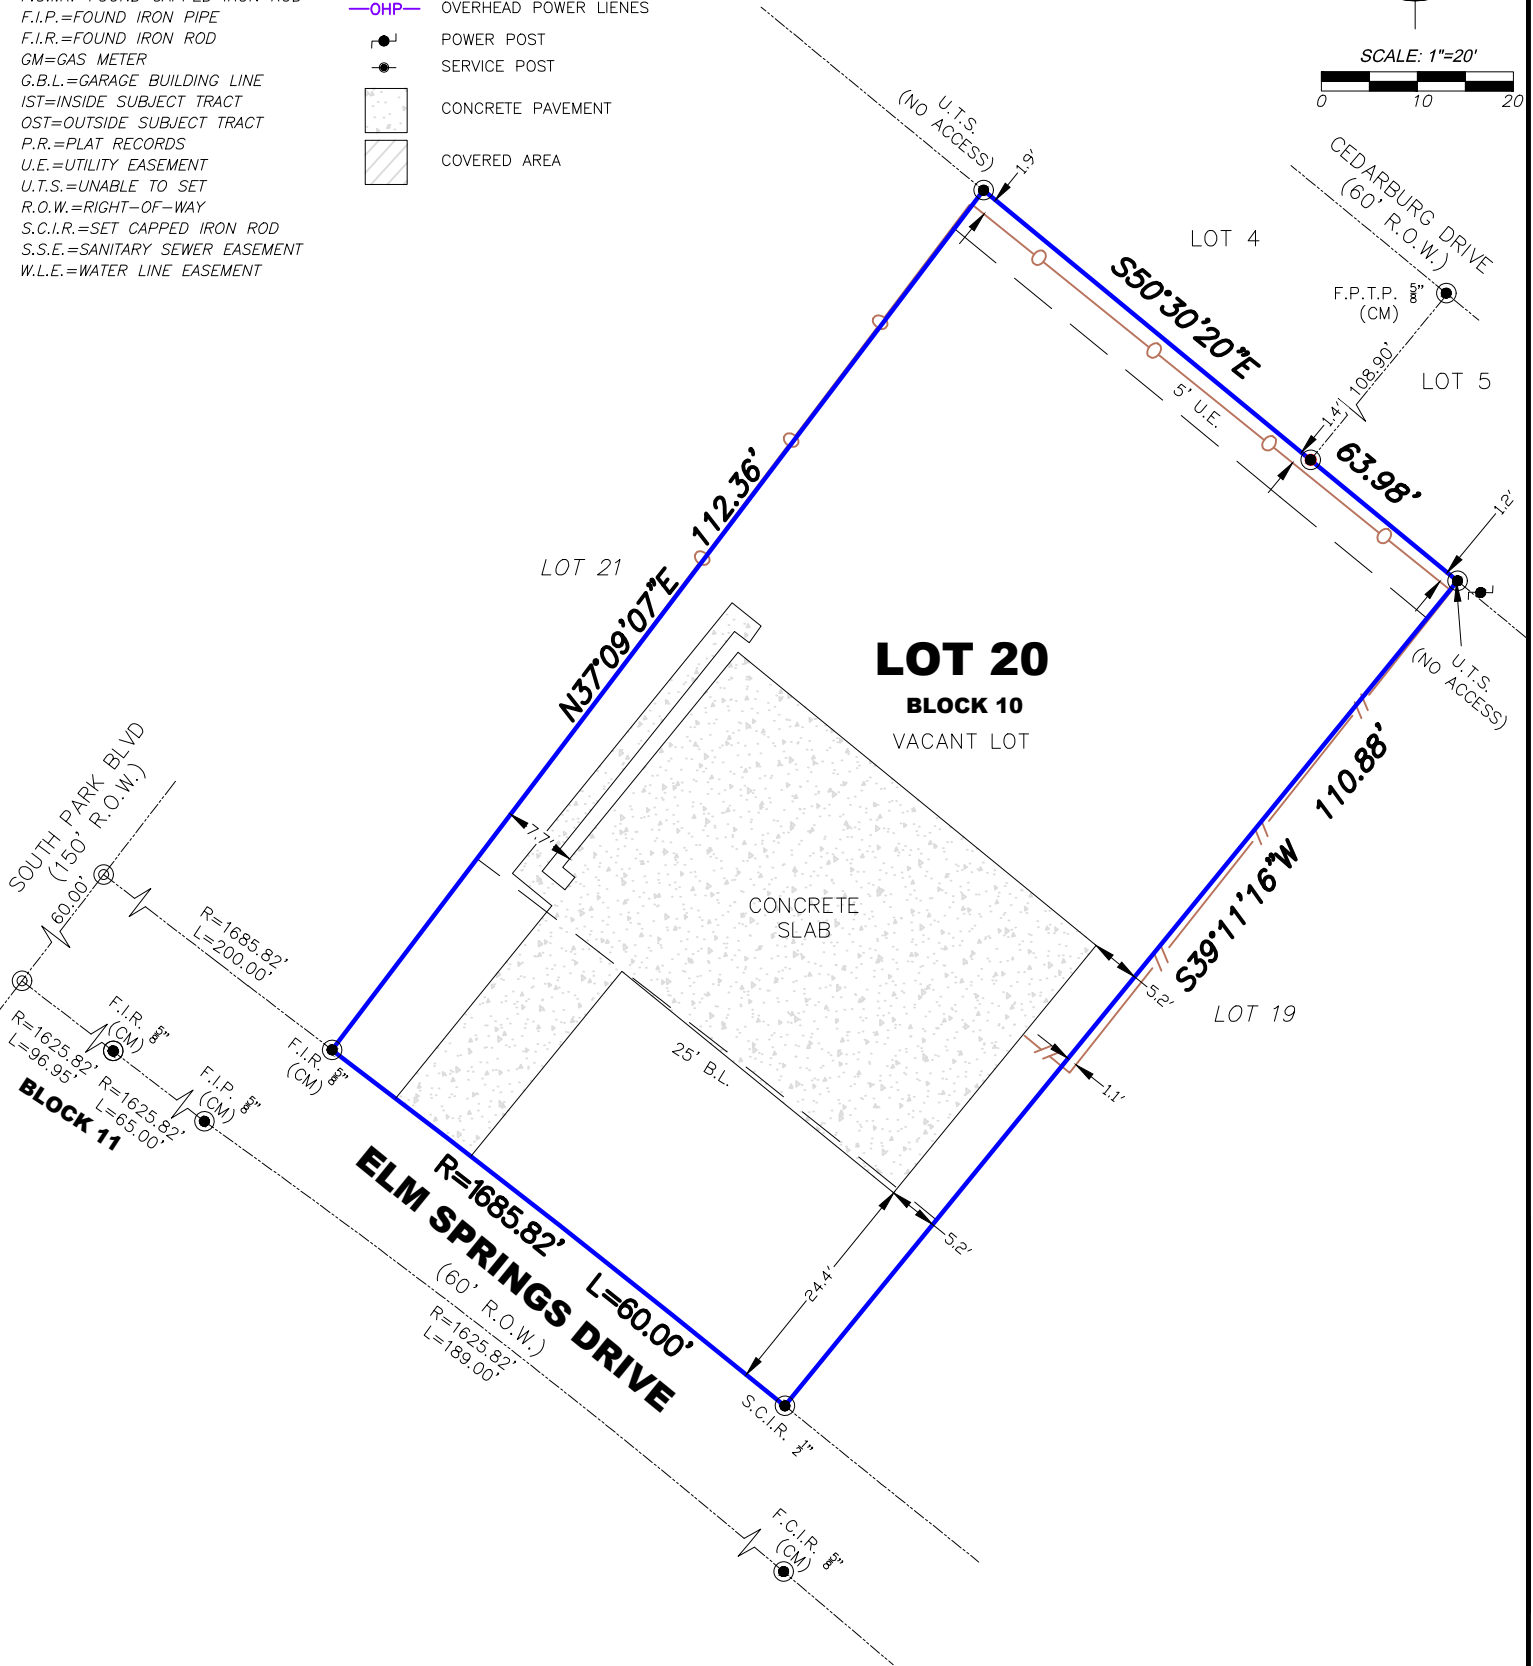 F.I.P.=FOUND IRON PIPE
F.I.R.=FOUND IRON ROD
GM=GAS METER
G.B.L.=GARAGE BUILDING LINE
IST=INSIDE SUBJECT TRACT
OST=OUTSIDE SUBJECT TRACT
P.R.=PLAT RECORDS
U.E.=UTILITY EASEMENT
U.T.S.=UNABLE TO SET
R.O.W.=RIGHT-OF-WAY
S.C.I.R.=SET CAPPED IRON ROD
S.S.E.=SANITARY SEWER EASEMENT
W.L.E.=WATER LINE EASEMENT
OHP OVERHEAD POWER LIENES
POWER POST
SERVICE POST
CONCRETE PAVEMENT
COVERED AREA
SCALE: 1"=20'
0 10 20
U.T.S.
(NO ACCESS)
1.9'
CEDARBURG DRIVE
(60' R.O.W.)
LOT 4
F.P.T.P. 5/8"
(CM)
108.90'
LOT 5
S50°30'20"E
63.98'
5' U.E.
1.4'
1.2'
U.T.S.
(NO ACCESS)
LOT 21
N37°09'07"E
112.36'
LOT 20
BLOCK 10
VACANT LOT
S39°11'16"W
110.88'
LOT 19
7.7'
CONCRETE
SLAB
5.2'
1.1'
25' B.L.
5.2'
24.4'
SOUTH PARK BLVD
(150' R.O.W.)
60.00'
R=1685.82'
L=200.00'
F.I.R. 5/8"
(CM)
F.I.R. 5/8"
(CM)
R=1625.82'
L=96.95'
F.I.P. 5/8"
(CM)
R=1625.82'
L=65.00'
BLOCK 11
R=1685.82'
L=60.00'
ELM SPRINGS DRIVE
(60' R.O.W.)
R=1625.82'
L=189.00'
S.C.I.R. 1/2"
F.C.I.R. 5/8"
(CM)